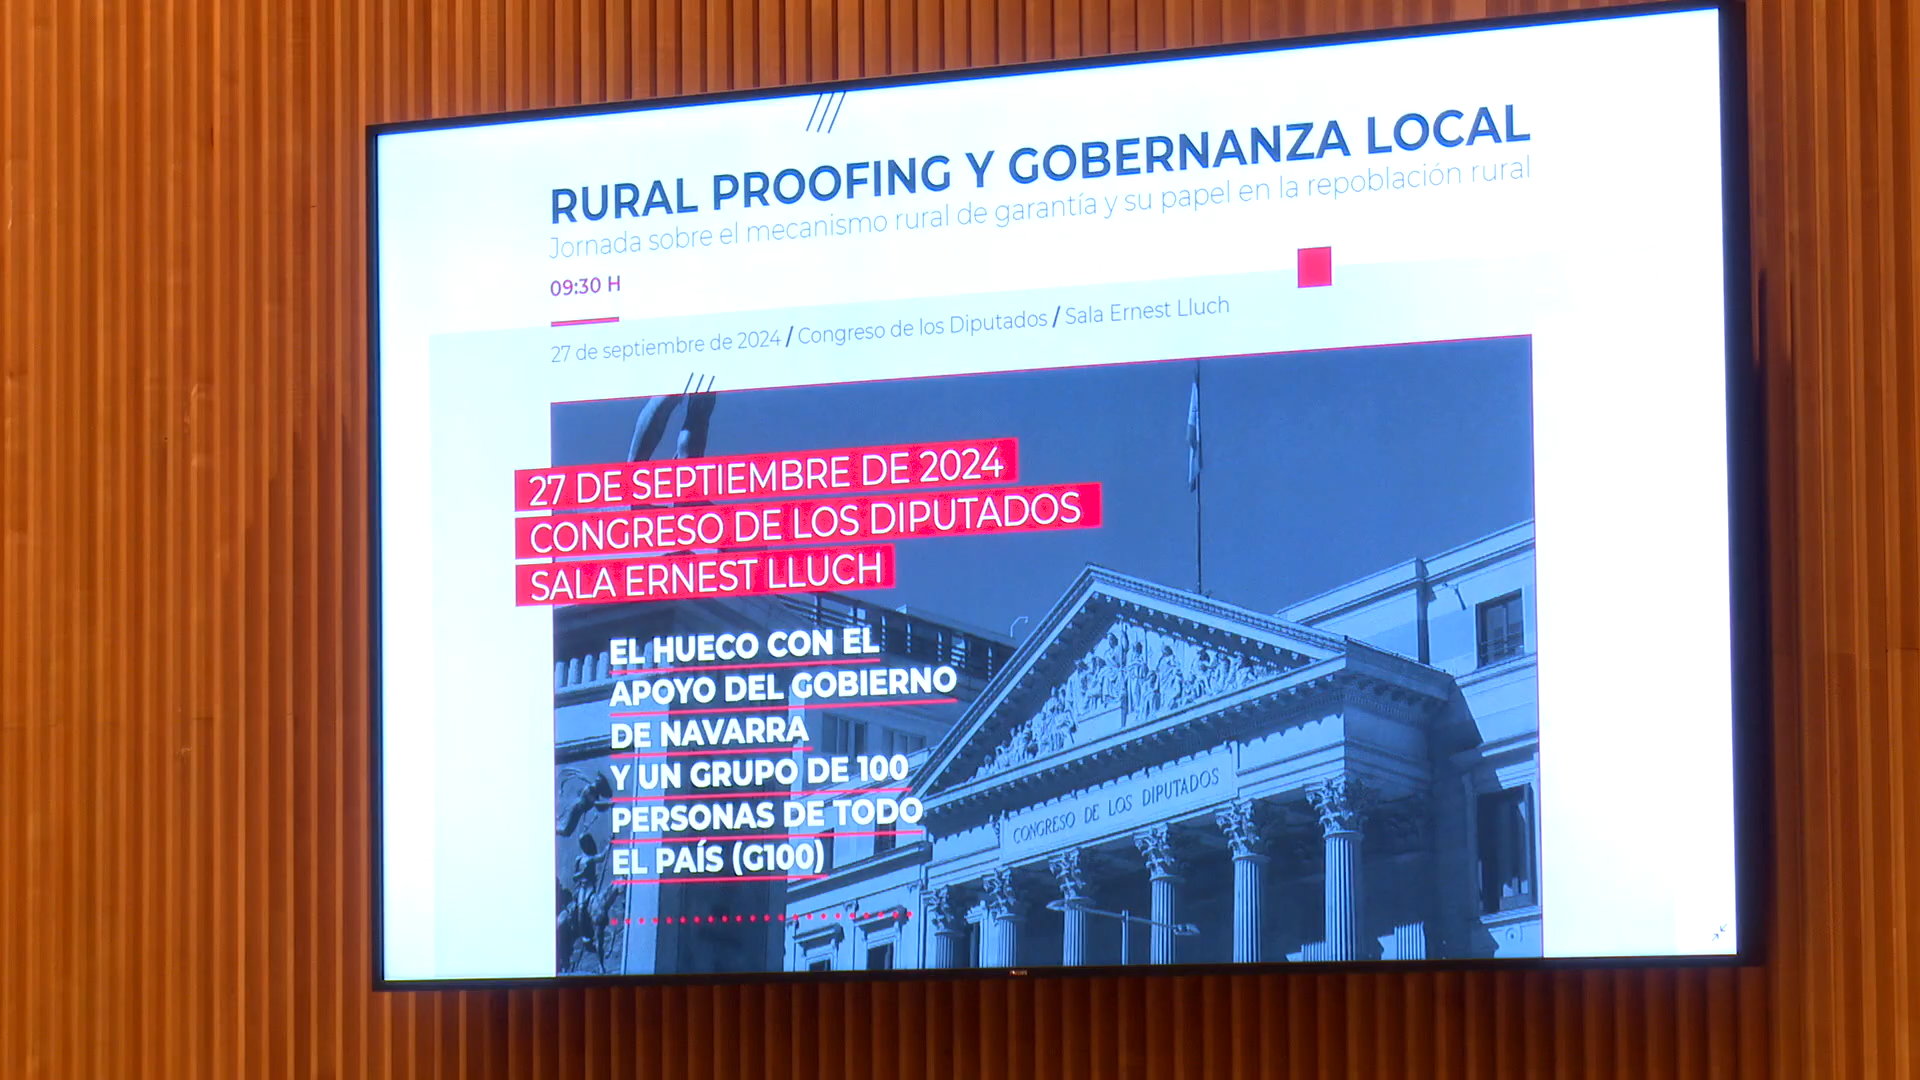 RURAL PROOFING Y GOBERNANZA LOCAL
Jornada sobre el mecanismo rural de garantía y su papel en la repoblación rural
09:30 H
27 de septiembre de 2024 / Congreso de los Diputados / Sala Ernest Lluch
27 DE SEPTIEMBRE DE 2024
CONGRESO DE LOS DIPUTADOS
SALA ERNEST LLUCH
EL HUECO CON EL
APOYO DEL GOBIERNO
DE NAVARRA
Y UN GRUPO DE 100
PERSONAS DE TODO
EL PAÍS (G100)
CONGRESO DE LOS DIPUTADOS